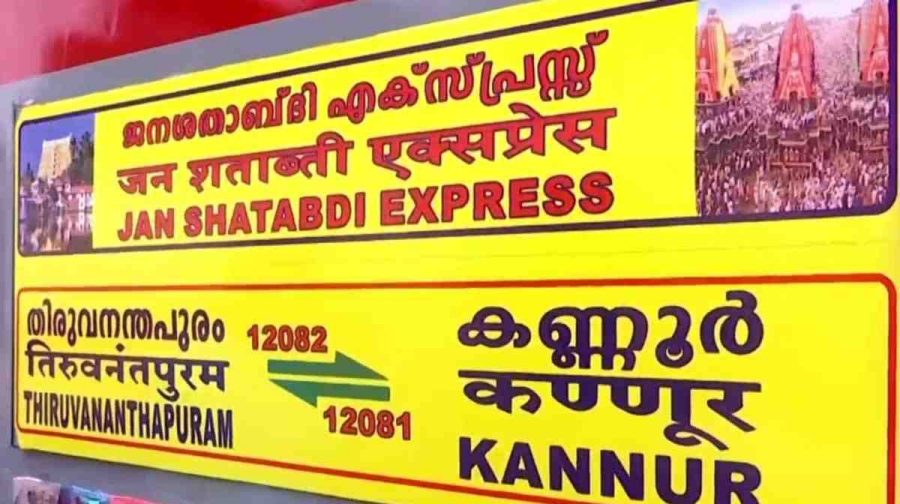 ജനശതാബ്ദി എക്സ്പ്രസ്സ്
जन शताब्ती एक्सप्रेस
JAN SHATABDI EXPRESS
തിരുവനന്തപുരം
तिरुवनंतपुरम
THIRUVANANTHAPURAM
12082
12081
കണ്ണൂർ
कण्णूर
KANNUR